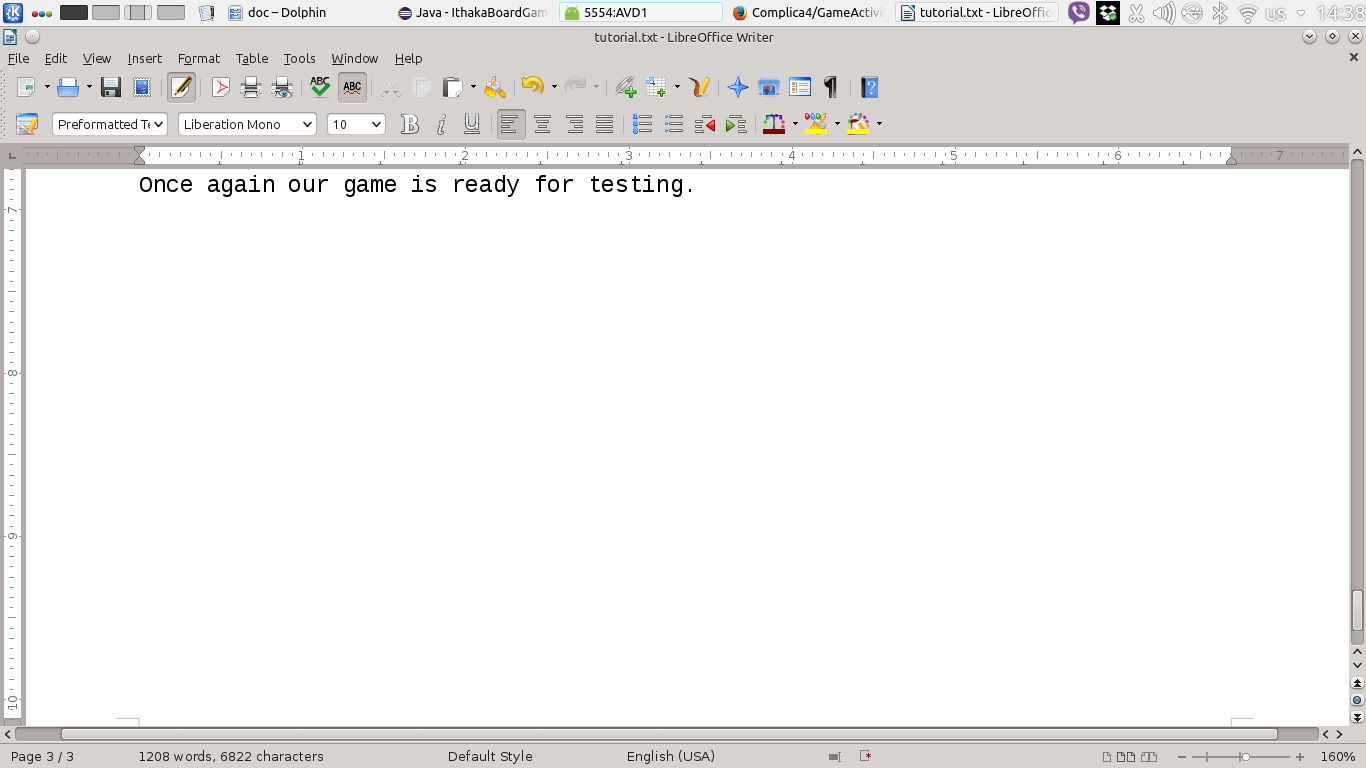 doc – Dolphin Java - IthakaBoardGam 5554:AVD1 Complica4/GameActivi tutorial.txt - LibreOffic us 14:38
tutorial.txt - LibreOffice Writer
File Edit View Insert Format Table Tools Window Help
ABC ABC
Preformatted Te Liberation Mono 10 B i U
1 2 3 4 5 6 7
Once again our game is ready for testing.
7
8
9
10
Page 3 / 3 1208 words, 6822 characters Default Style English (USA) 160%